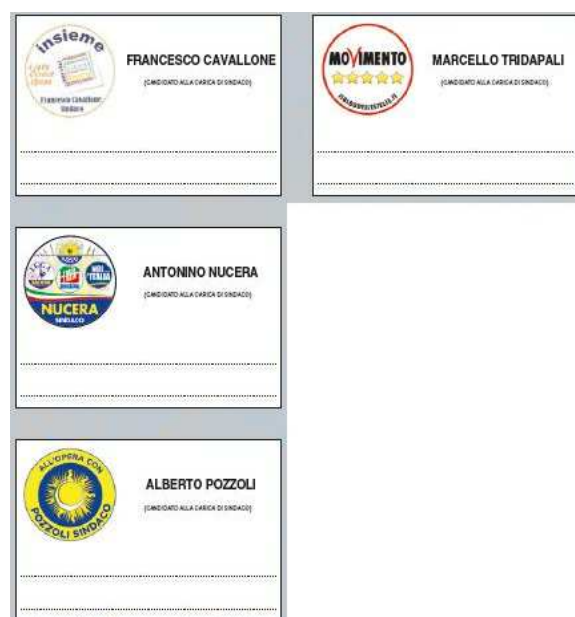 insieme
Francesco Cavallone
Sindaco
FRANCESCO CAVALLONE
(CANDIDATO ALLA CARICA DI SINDACO)
MOVIMENTO
MARCELLO TRIDAPALI
(CANDIDATO ALLA CARICA DI SINDACO)
NUCERA
SINDACO
ANTONINO NUCERA
(CANDIDATO ALLA CARICA DI SINDACO)
ALL'OPERA CON
POZZOLI SINDACO
ALBERTO POZZOLI
(CANDIDATO ALLA CARICA DI SINDACO)